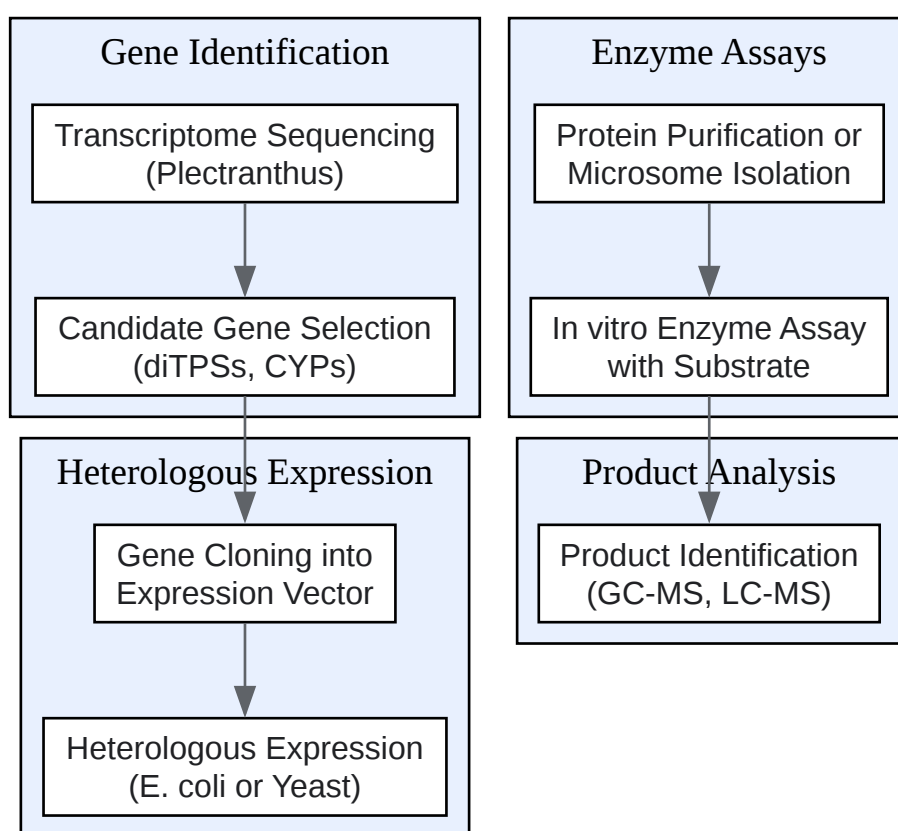 Gene Identification
Transcriptome Sequencing
(Plectranthus)
Candidate Gene Selection
(diTPSs, CYPs)
Heterologous Expression
Gene Cloning into
Expression Vector
Heterologous Expression
(E. coli or Yeast)
Enzyme Assays
Protein Purification or
Microsome Isolation
In vitro Enzyme Assay
with Substrate
Product Analysis
Product Identification
(GC-MS, LC-MS)